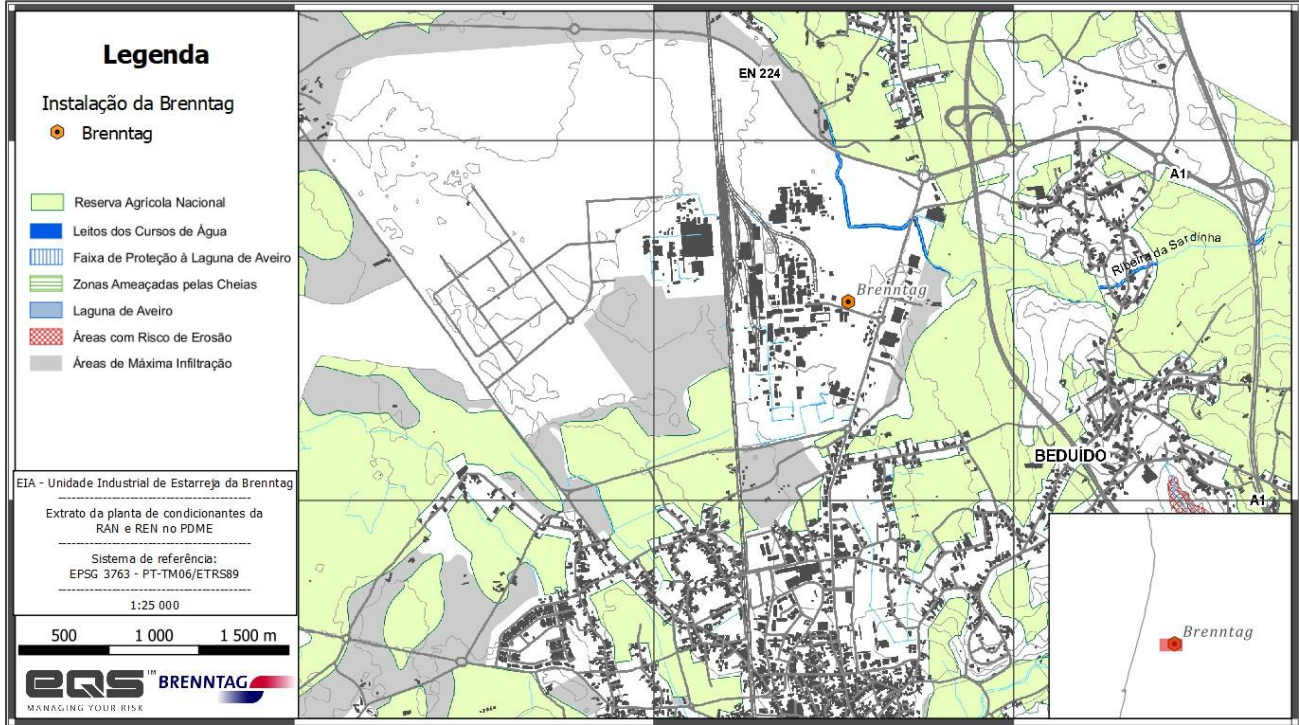 Legenda
Instalação da Brenntag
Brenntag
Reserva Agrícola Nacional
Leitos dos Cursos de Água
Faixa de Proteção à Laguna de Aveiro
Zonas Ameaçadas pelas Cheias
Laguna de Aveiro
Áreas com Risco de Erosão
Áreas de Máxima Infiltração
EIA - Unidade Industrial de Estarreja da Brenntag
Extrato da planta de condicionantes da
RAN e REN no PDME
Sistema de referência:
EPSG 3763 - PT-TM06/ETRS89
1:25 000
500 1 000 1 500 m
eqs™ BRENNTAG
MANAGING YOUR RISK
EN 224
A1
Ribeira da Sardinha
Brenntag
BEDUÍDO
A1
Brenntag